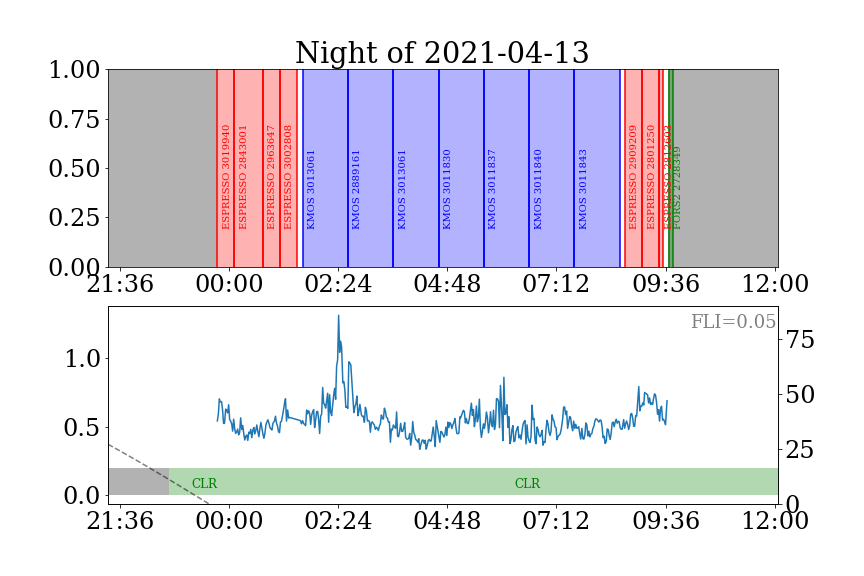 Night of 2021-04-13
1.00
0.75
0.50
0.25
0.00
ESPRESSO 3019940
ESPRESSO 2843001
ESPRESSO 2963647
ESPRESSO 3002808
KMOS 3013061
KMOS 2889161
KMOS 3013061
KMOS 3011830
KMOS 3011837
KMOS 3011840
KMOS 3011843
ESPRESSO 2909209
ESPRESSO 2801250
ESPRESSO 2812603
FORS2 2728349
21:36 00:00 02:24 04:48 07:12 09:36 12:00
FLI=0.05
1.0
0.5
0.0
75
50
25
0
CLR CLR
21:36 00:00 02:24 04:48 07:12 09:36 12:00